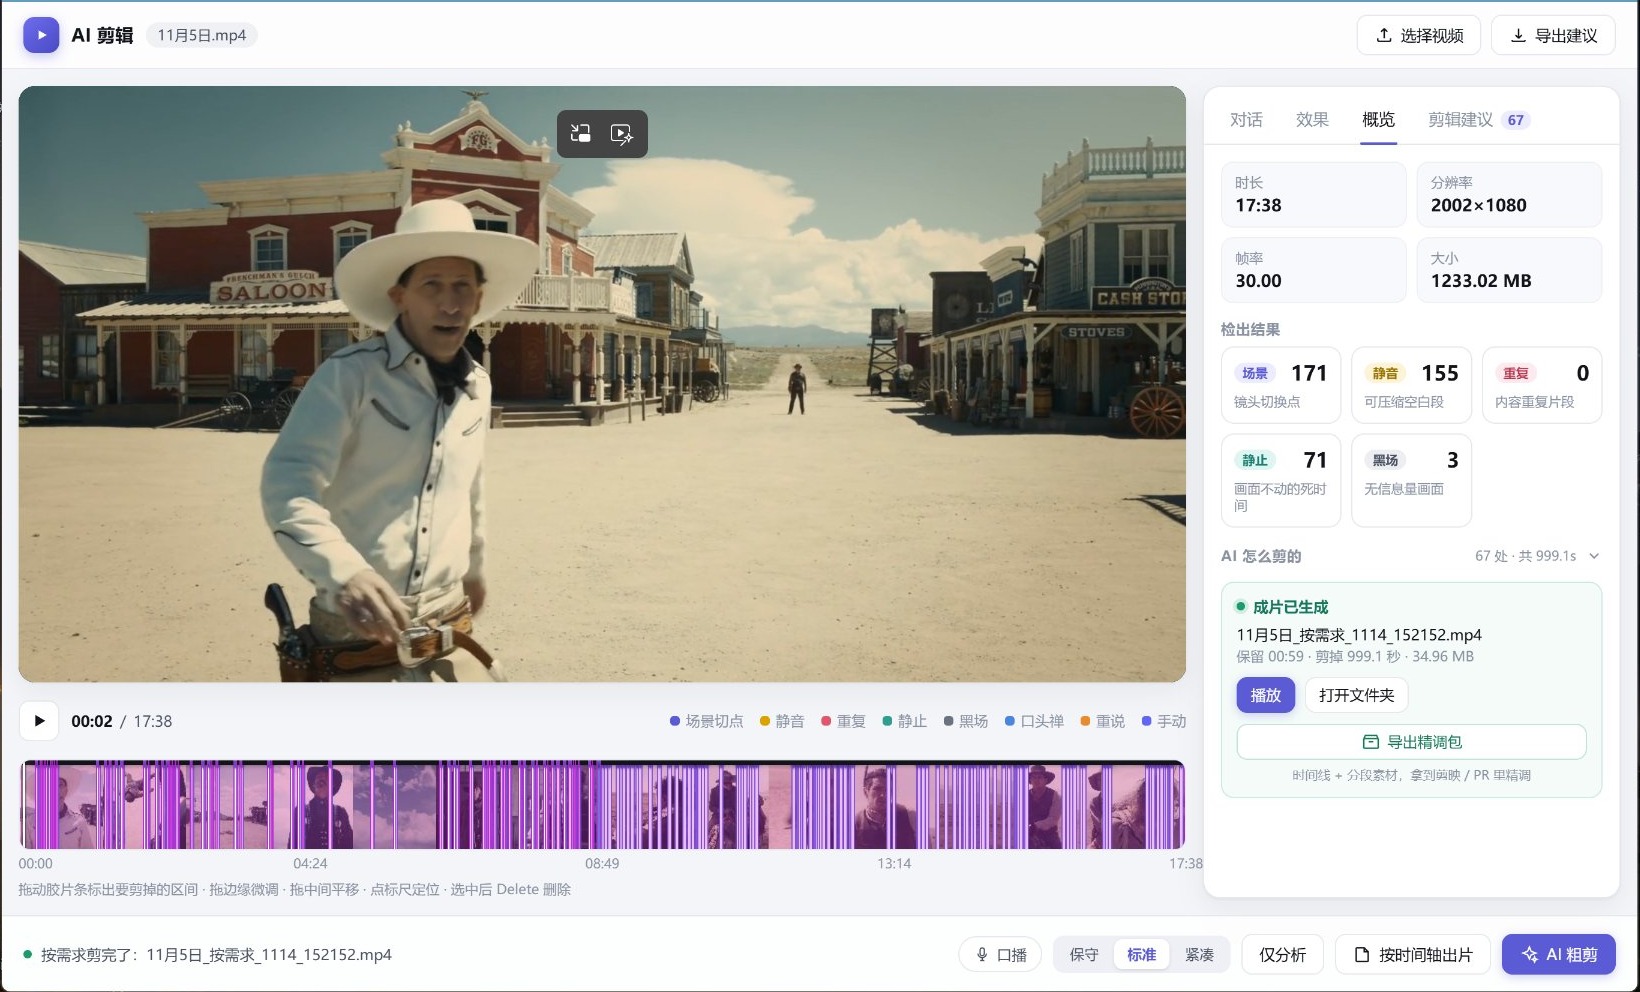 AI 剪辑
11月5日.mp4
选择视频
导出建议
FRENCHMAN'S GULCH
SALOON
CASH STO
STOVES
对话
效果
概览
剪辑建议 67
时长
17:38
分辨率
2002×1080
帧率
30.00
大小
1233.02 MB
检出结果
场景 171
镜头切换点
静音 155
可压缩空白段
重复 0
内容重复片段
静止 71
画面不动的死时
间
黑场 3
无信息量画面
AI 怎么剪的
67 处 · 共 999.1s
成片已生成
11月5日_按需求_1114_152152.mp4
保留 00:59 · 剪掉 999.1 秒 · 34.96 MB
播放
打开文件夹
导出精调包
时间线 + 分段素材，拿到剪映 / PR 里精调
00:02 / 17:38
场景切点
静音
重复
静止
黑场
口头禅
重说
手动
00:00
04:24
08:49
13:14
17:38
拖动胶片条标出要剪掉的区间 · 拖边缘微调 · 拖中间平移 · 点标尺定位 · 选中后 Delete 删除
按需求剪完了：11月5日_按需求_1114_152152.mp4
口播
保守
标准
紧凑
仅分析
按时间轴出片
AI 粗剪